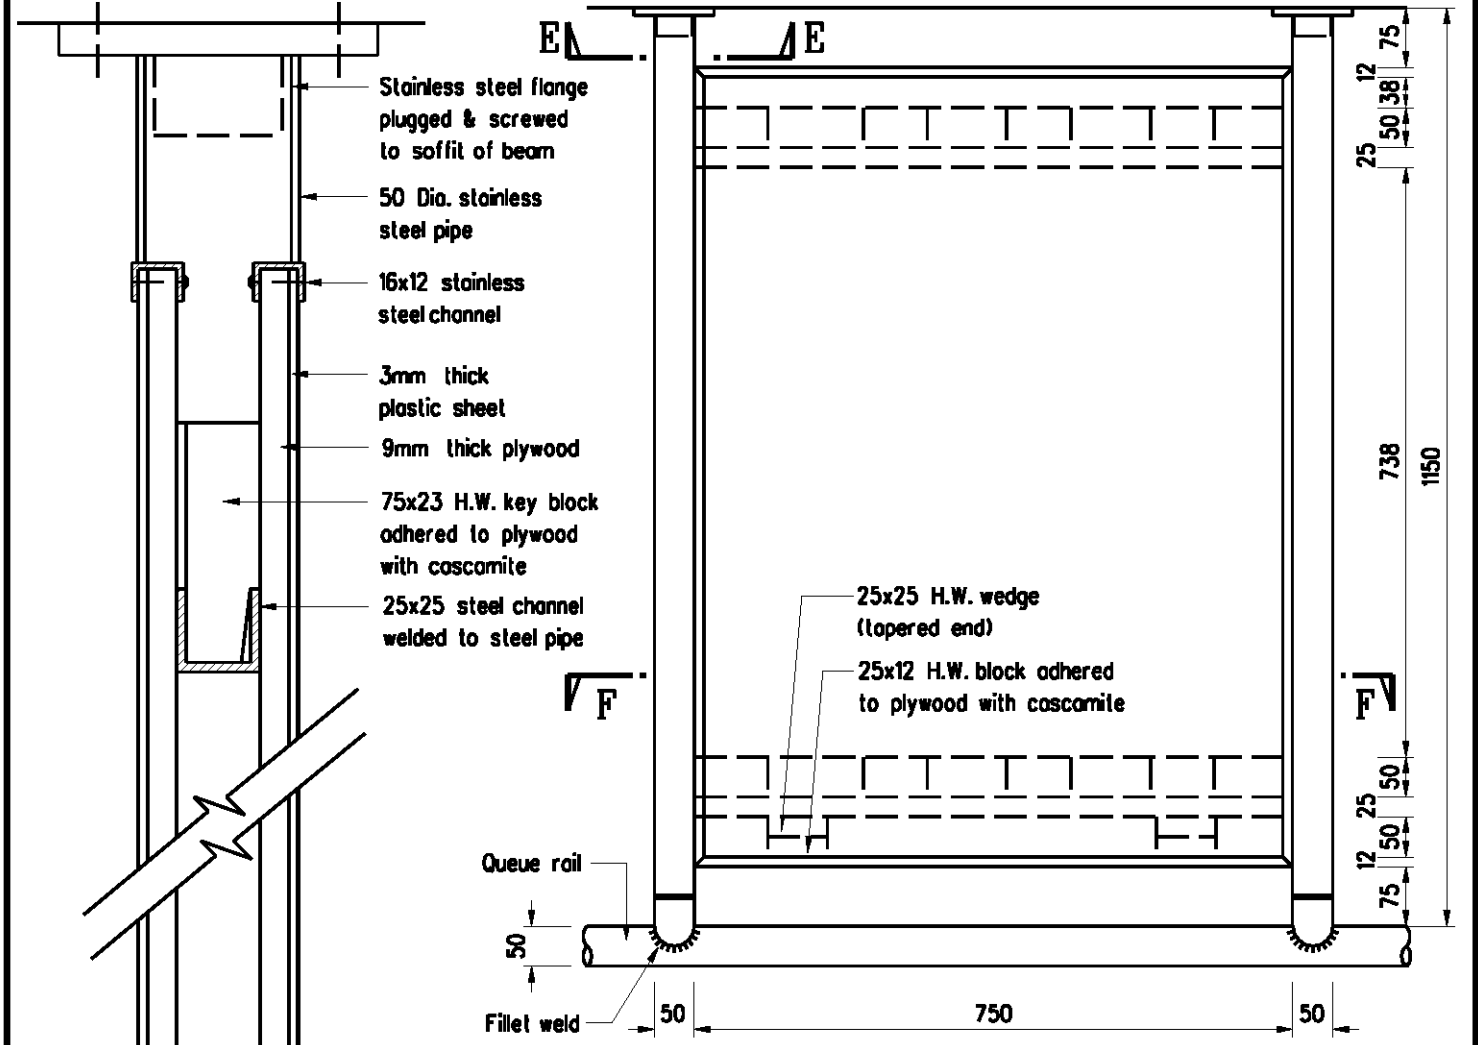 Stainless steel flange
plugged & screwed
to soffit of beam
50 Dia. stainless
steel pipe
16x12 stainless
steel channel
3mm thick
plastic sheet
9mm thick plywood
75x23 H.W. key block
adhered to plywood
with cascamite
25x25 steel channel
welded to steel pipe
E
E
25x25 H.W. wedge
(tapered end)
25x12 H.W. block adhered
to plywood with cascamite
F
F
Queue rail
Fillet weld
50
50
750
50
75
12
38
50
25
738
1150
50
25
50
12
75